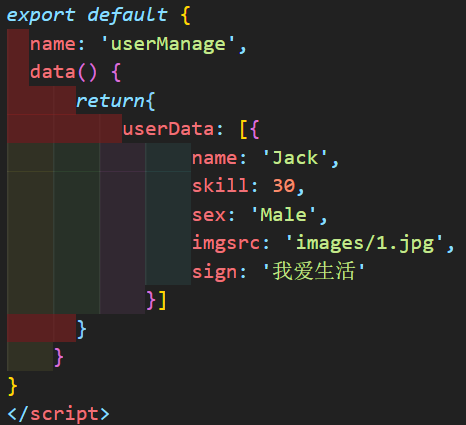 export default {
  name: 'userManage',
  data() {
      return{
          userData: [{
                name: 'Jack',
                skill: 30,
                sex: 'Male',
                imgsrc: 'images/1.jpg',
                sign: '我爱生活'
            }]
      }
    }
}
</script>